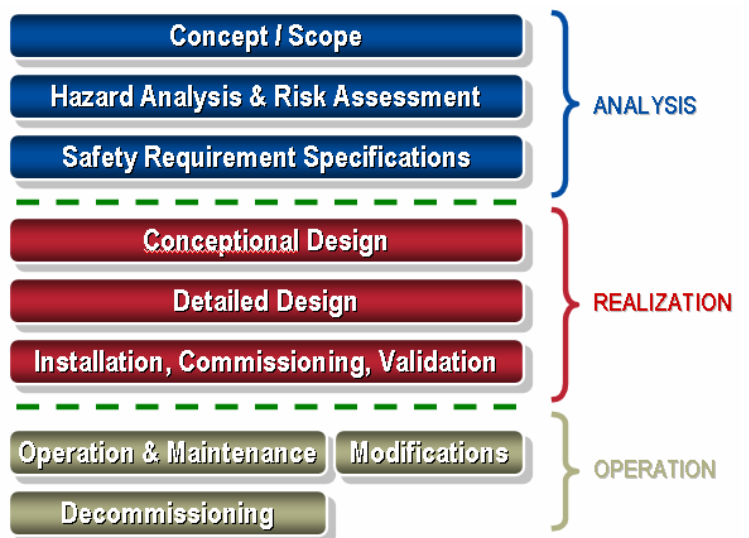 Concept / Scope
Hazard Analysis & Risk Assessment
Safety Requirement Specifications
ANALYSIS
Conceptional Design
Detailed Design
Installation, Commissioning, Validation
REALIZATION
Operation & Maintenance
Modifications
Decommissioning
OPERATION